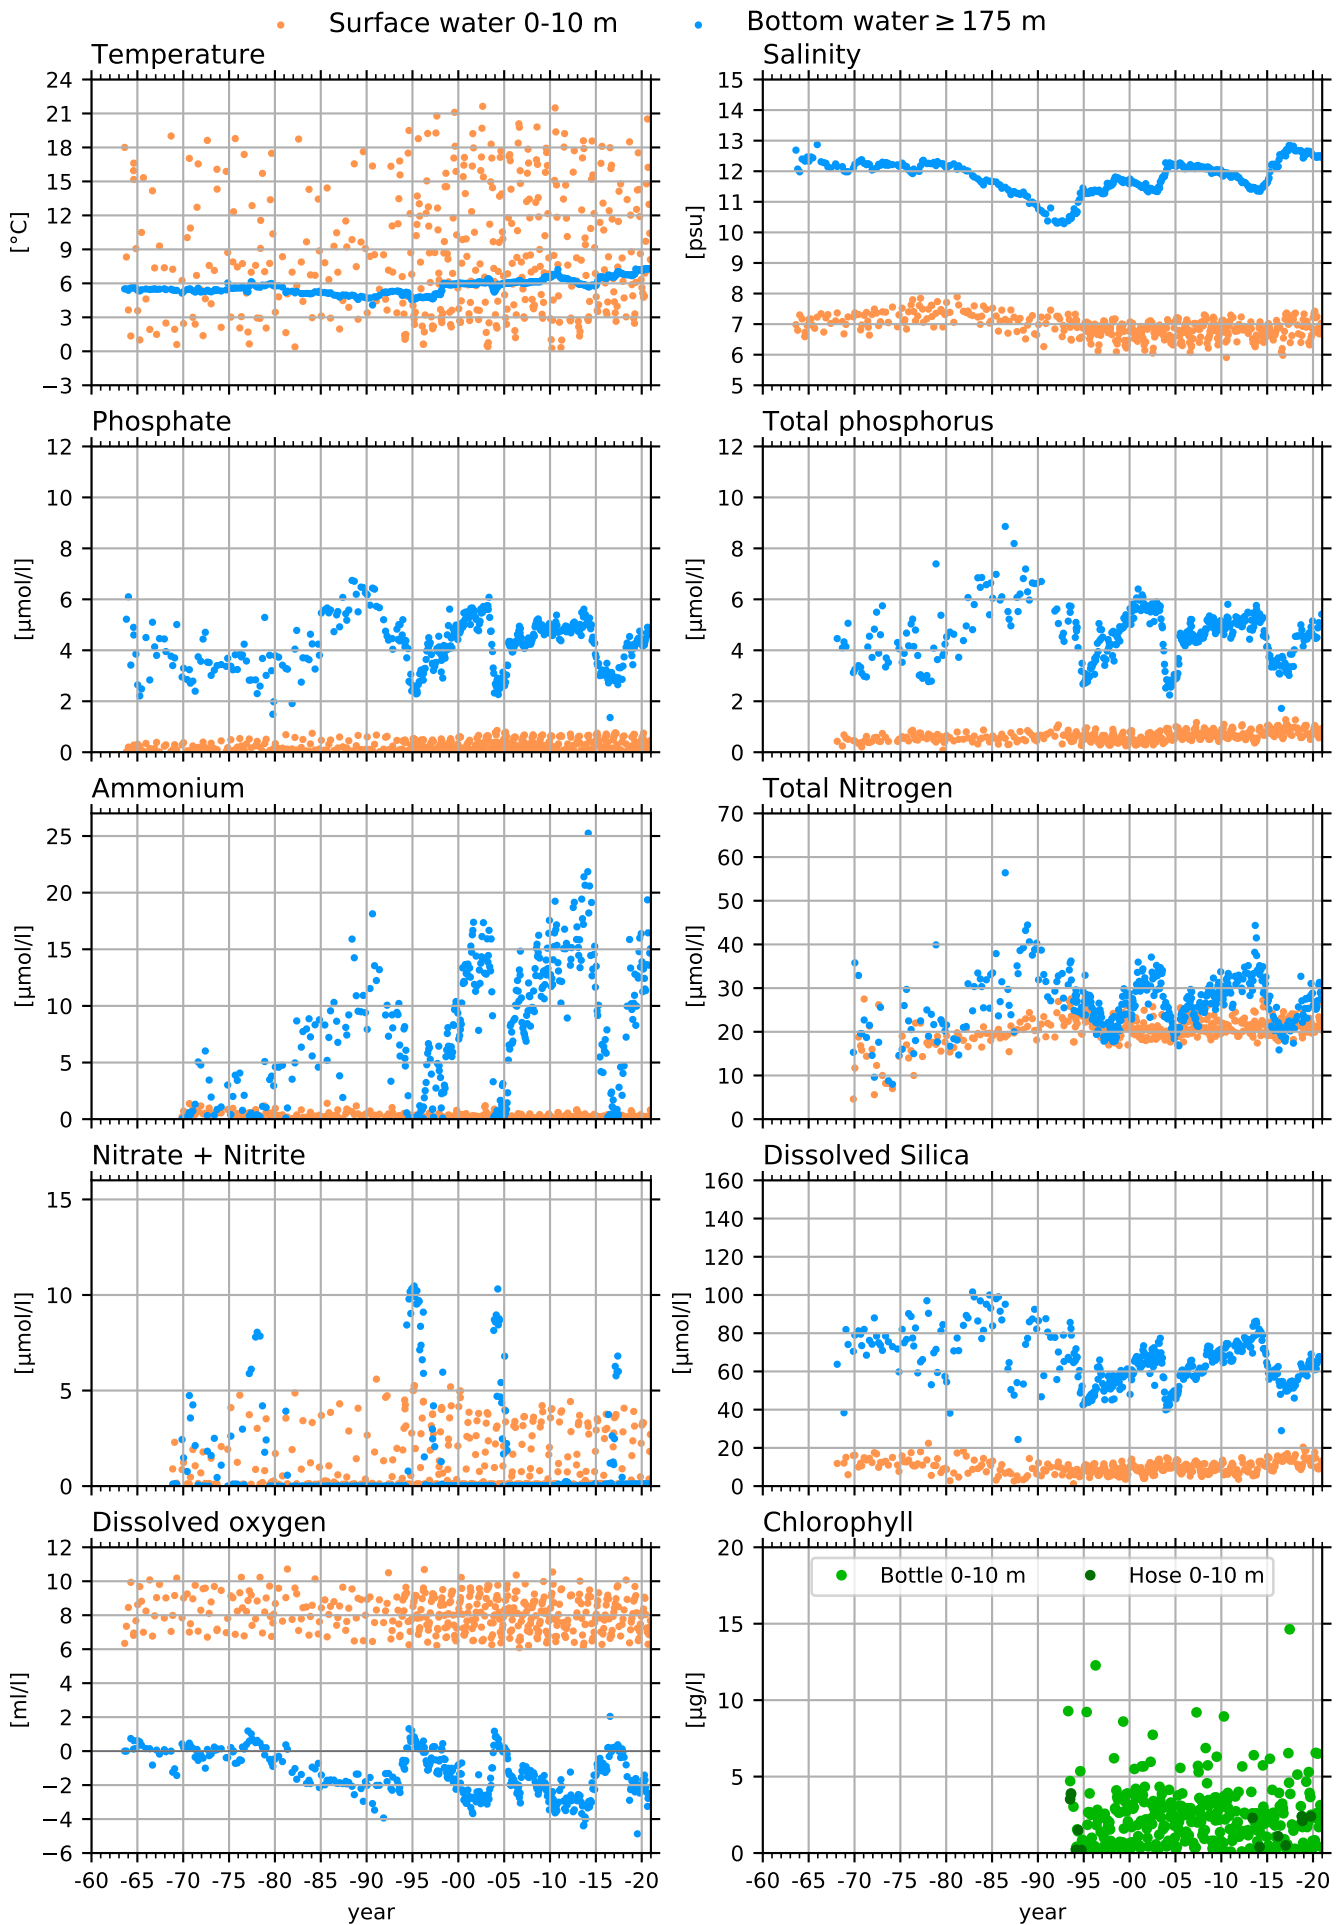 Surface water 0-10 m Bottom water ≥ 175 m
Temperature
24
21
18
15
12
9
6
3
0
−3
[°C]
Salinity
15
14
13
12
11
10
9
8
7
6
5
[psu]
Phosphate
12
10
8
6
4
2
0
[µmol/l]
Total phosphorus
12
10
8
6
4
2
0
[µmol/l]
Ammonium
25
20
15
10
5
0
[µmol/l]
Total Nitrogen
70
60
50
40
30
20
10
0
[µmol/l]
Nitrate + Nitrite
15
10
5
0
[µmol/l]
Dissolved Silica
160
140
120
100
80
60
40
20
0
[µmol/l]
Dissolved oxygen
12
10
8
6
4
2
0
−2
−4
−6
[ml/l]
-60 -65 -70 -75 -80 -85 -90 -95 -00 -05 -10 -15 -20
year
Chlorophyll
Bottle 0-10 m Hose 0-10 m
20
15
10
5
0
[µg/l]
-60 -65 -70 -75 -80 -85 -90 -95 -00 -05 -10 -15 -20
year